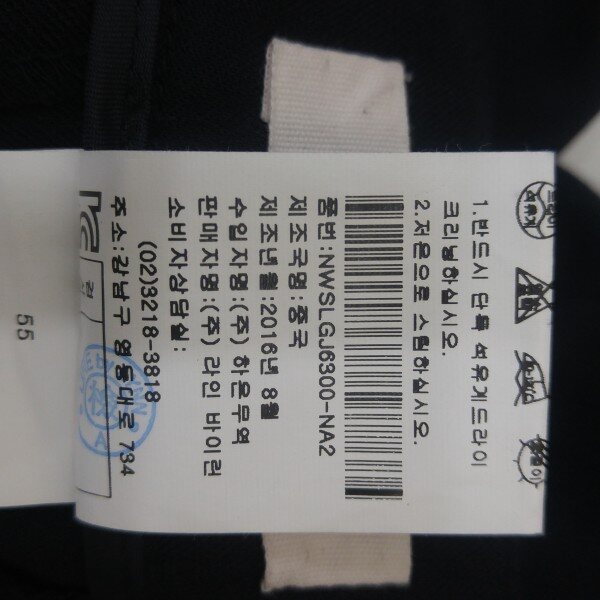 1.반드시 단독 석유계드라이
크리닝하십시오.
2.저온으로 스팀하십시오.
품번:NWSLGJ6300-NA2
제조국명:중국
제조년월:2016년 8월
수입자명:(주) 하은무역
판매자명:(주) 라인 바이린
소비자상담실:
(02)3218-3818
주소:강남구 영동대로 734
55